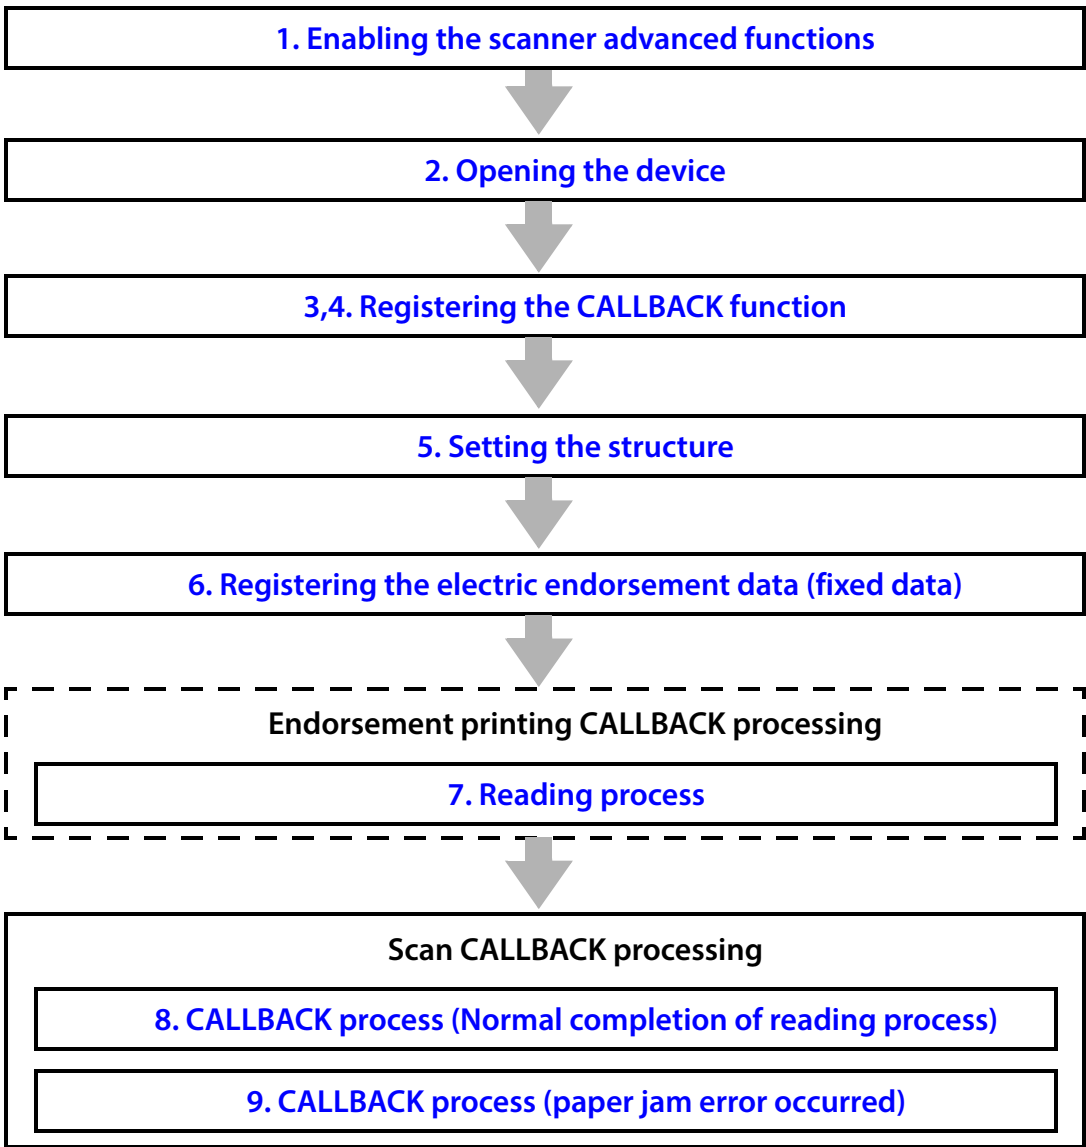 1. Enabling the scanner advanced functions
2. Opening the device
3,4. Registering the CALLBACK function
5. Setting the structure
6. Registering the electric endorsement data (fixed data)
Endorsement printing CALLBACK processing
7. Reading process
Scan CALLBACK processing
8. CALLBACK process (Normal completion of reading process)
9. CALLBACK process (paper jam error occurred)